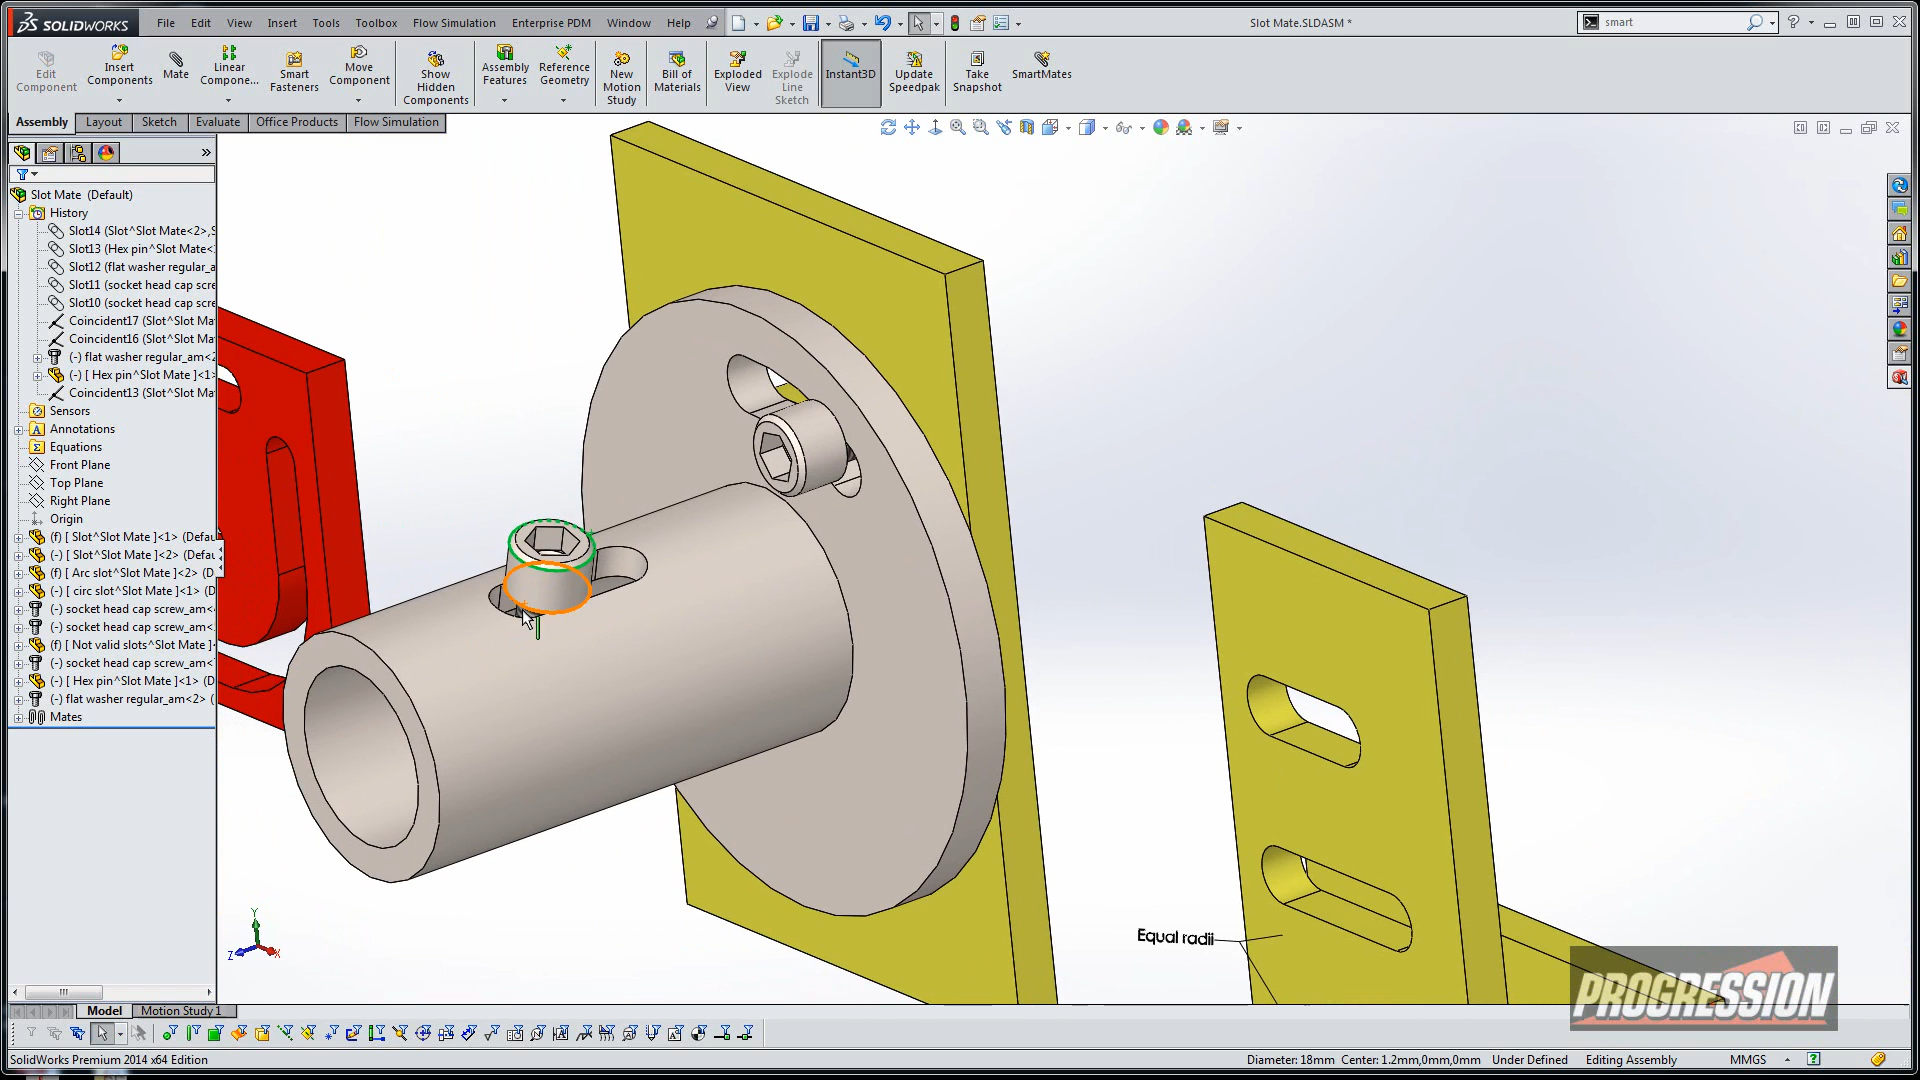 SOLIDWORKS
File Edit View Insert Tools Toolbox Flow Simulation Enterprise PDM Window Help
Slot Mate.SLDASM *
smart
Edit Component
Insert Components
Mate
Linear Compone...
Smart Fasteners
Move Component
Show Hidden Components
Assembly Features
Reference Geometry
New Motion Study
Bill of Materials
Exploded View
Explode Line Sketch
Instant3D
Update Speedpak
Take Snapshot
SmartMates
Assembly Layout Sketch Evaluate Office Products Flow Simulation
Slot Mate (Default)
History
Slot14 (Slot^Slot Mate<2>,S
Slot13 (Hex pin^Slot Mate<
Slot12 (flat washer regular_a
Slot11 (socket head cap scre
Slot10 (socket head cap scre
Coincident17 (Slot^Slot Ma
Coincident16 (Slot^Slot Ma
(-) flat washer regular_am<2
(-) [ Hex pin^Slot Mate ]<1>
Coincident13 (Slot^Slot Ma
Sensors
Annotations
Equations
Front Plane
Top Plane
Right Plane
Origin
(f) [ Slot^Slot Mate ]<1> (Defau
(-) [ Slot^Slot Mate ]<2> (Defau
(f) [ Arc slot^Slot Mate ]<2> (D
(-) [ circ slot^Slot Mate ]<1> (D
(-) socket head cap screw_am<
(-) socket head cap screw_am<
(f) [ Not valid slots^Slot Mate ]
(-) socket head cap screw_am<
(-) [ Hex pin^Slot Mate ]<1> (D
(-) flat washer regular_am<2> (
Mates
Equal radii
Y
Z
X
PROGRESSION
Model Motion Study 1
SolidWorks Premium 2014 x64 Edition
Diameter: 18mm Center: 1.2mm,0mm,0mm Under Defined Editing Assembly MMGS